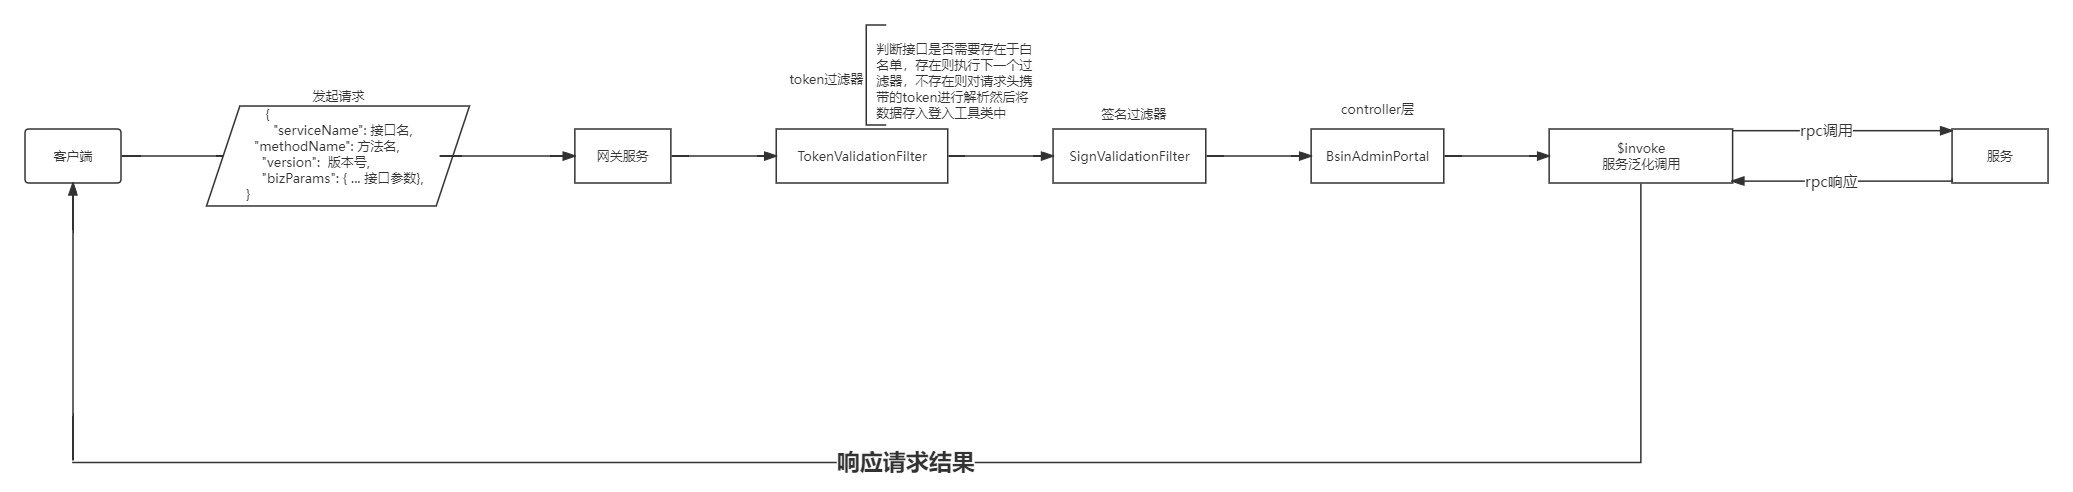 判断接口是否需要存在于白
名单，存在则执行下一个过
滤器，不存在则对请求头携
带的token进行解析然后将
数据存入登入工具类中
token过滤器
发起请求
{
"serviceName": 接口名,
"methodName": 方法名,
"version": 版本号,
"bizParams": { ... 接口参数},
}
签名过滤器
controller层
客户端
网关服务
TokenValidationFilter
SignValidationFilter
BsinAdminPortal
$invoke
服务泛化调用
rpc调用
服务
rpc响应
响应请求结果